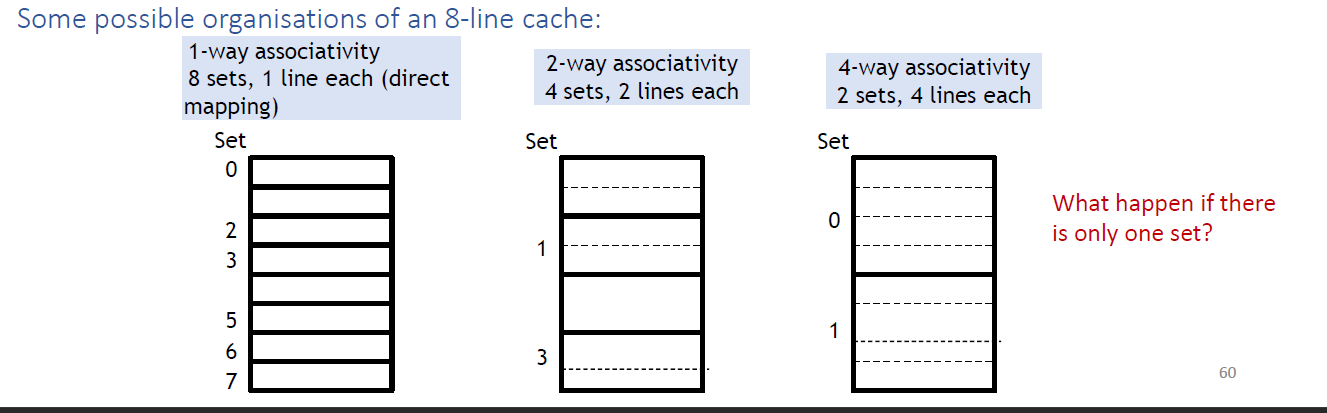 Some possible organisations of an 8-line cache:
1-way associativity
8 sets, 1 line each (direct
mapping)
2-way associativity
4 sets, 2 lines each
4-way associativity
2 sets, 4 lines each
Set
0
2
3
5
6
7
Set
1
3
Set
0
1
What happen if there
is only one set?
60